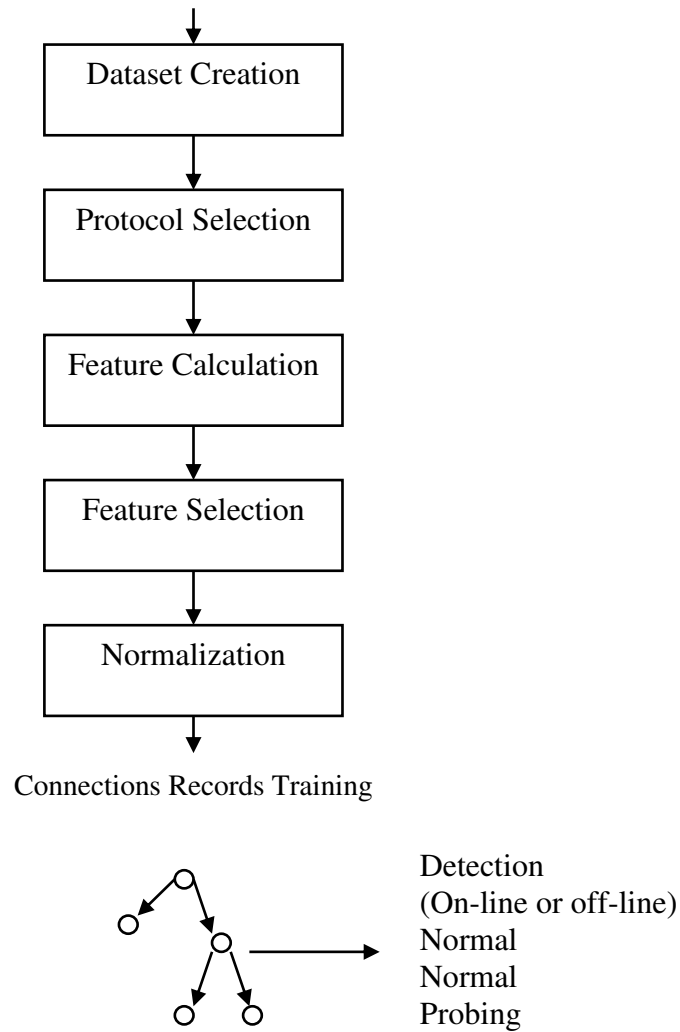 Dataset Creation
Protocol Selection
Feature Calculation
Feature Selection
Normalization
Connections Records Training
Detection
(On-line or off-line)
Normal
Normal
Probing